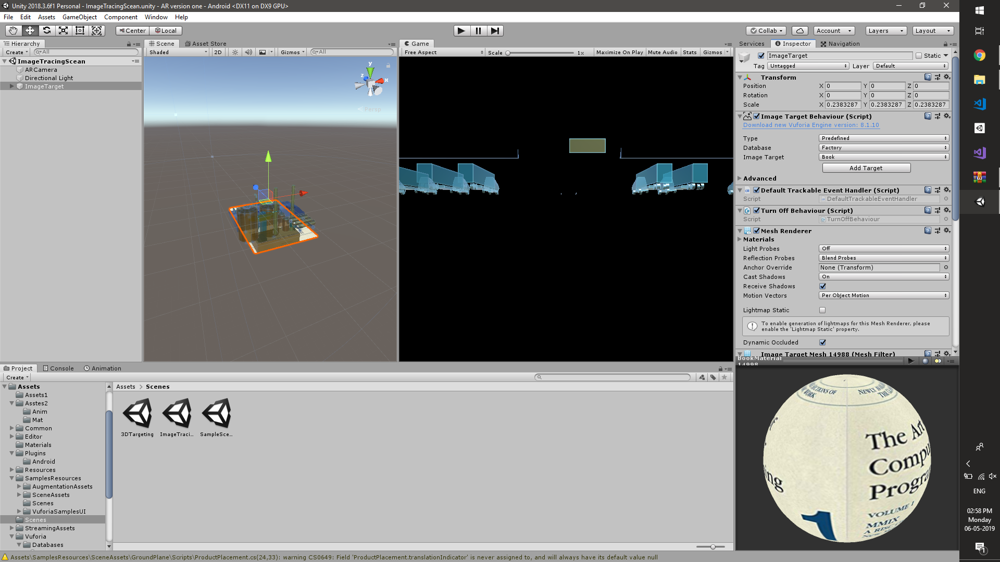 Unity 2018.3.6f1 Personal - ImageTracingScean.unity - AR version one - Android <DX11 on DX9 GPU>
File Edit Assets GameObject Component Window Help
Center Local
Collab Account Layers Layout
Hierarchy
Create All
ImageTracingScean
ARCamera
Directional Light
ImageTarget
Scene Asset Store
Shaded 2D Gizmos All
y
z x
Persp
Game
Free Aspect Scale 1x Maximize On Play Mute Audio Stats Gizmos
Services Inspector Navigation
ImageTarget Static
Tag Untagged Layer Default
Transform
Position X 0 Y 0 Z 0
Rotation X 0 Y 0 Z 0
Scale X 0.2383287 Y 0.2383287 Z 0.2383287
Image Target Behaviour (Script)
Download new Vuforia Engine version: 8.1.10
Type Predefined
Database Factory
Image Target Book
Add Target
Advanced
Default Trackable Event Handler (Script)
Script DefaultTrackableEventHandler
Turn Off Behaviour (Script)
Script TurnOffBehaviour
Mesh Renderer
Materials
Light Probes Off
Reflection Probes Blend Probes
Anchor Override None (Transform)
Cast Shadows On
Receive Shadows
Motion Vectors Per Object Motion
Lightmap Static
To enable generation of lightmaps for this Mesh Renderer, please
enable the 'Lightmap Static' property.
Dynamic Occluded
Image Target Mesh 14988 (Mesh Filter)
BookMaterial
14998
Project Console Animation
Create
Assets
Assets1
Asstes2
Anim
Mat
Common
Editor
Materials
Plugins
Android
Resources
SamplesResources
AugmentationAssets
SceneAssets
Scenes
VuforiaSamplesUI
Scenes
StreamingAssets
Vuforia
Databases
Assets > Scenes
3DTargeting ImageTraci... SampleSce...
The Art
Compu
Progra
VOLUME 1
MMIX
ng
1
ENG
02:58 PM
Monday
06-05-2019
1
Assets\SamplesResources\SceneAssets\GroundPlane\Scripts\ProductPlacement.cs(24,33): warning CS0649: Field 'ProductPlacement.translationIndicator' is never assigned to, and will always have its default value null